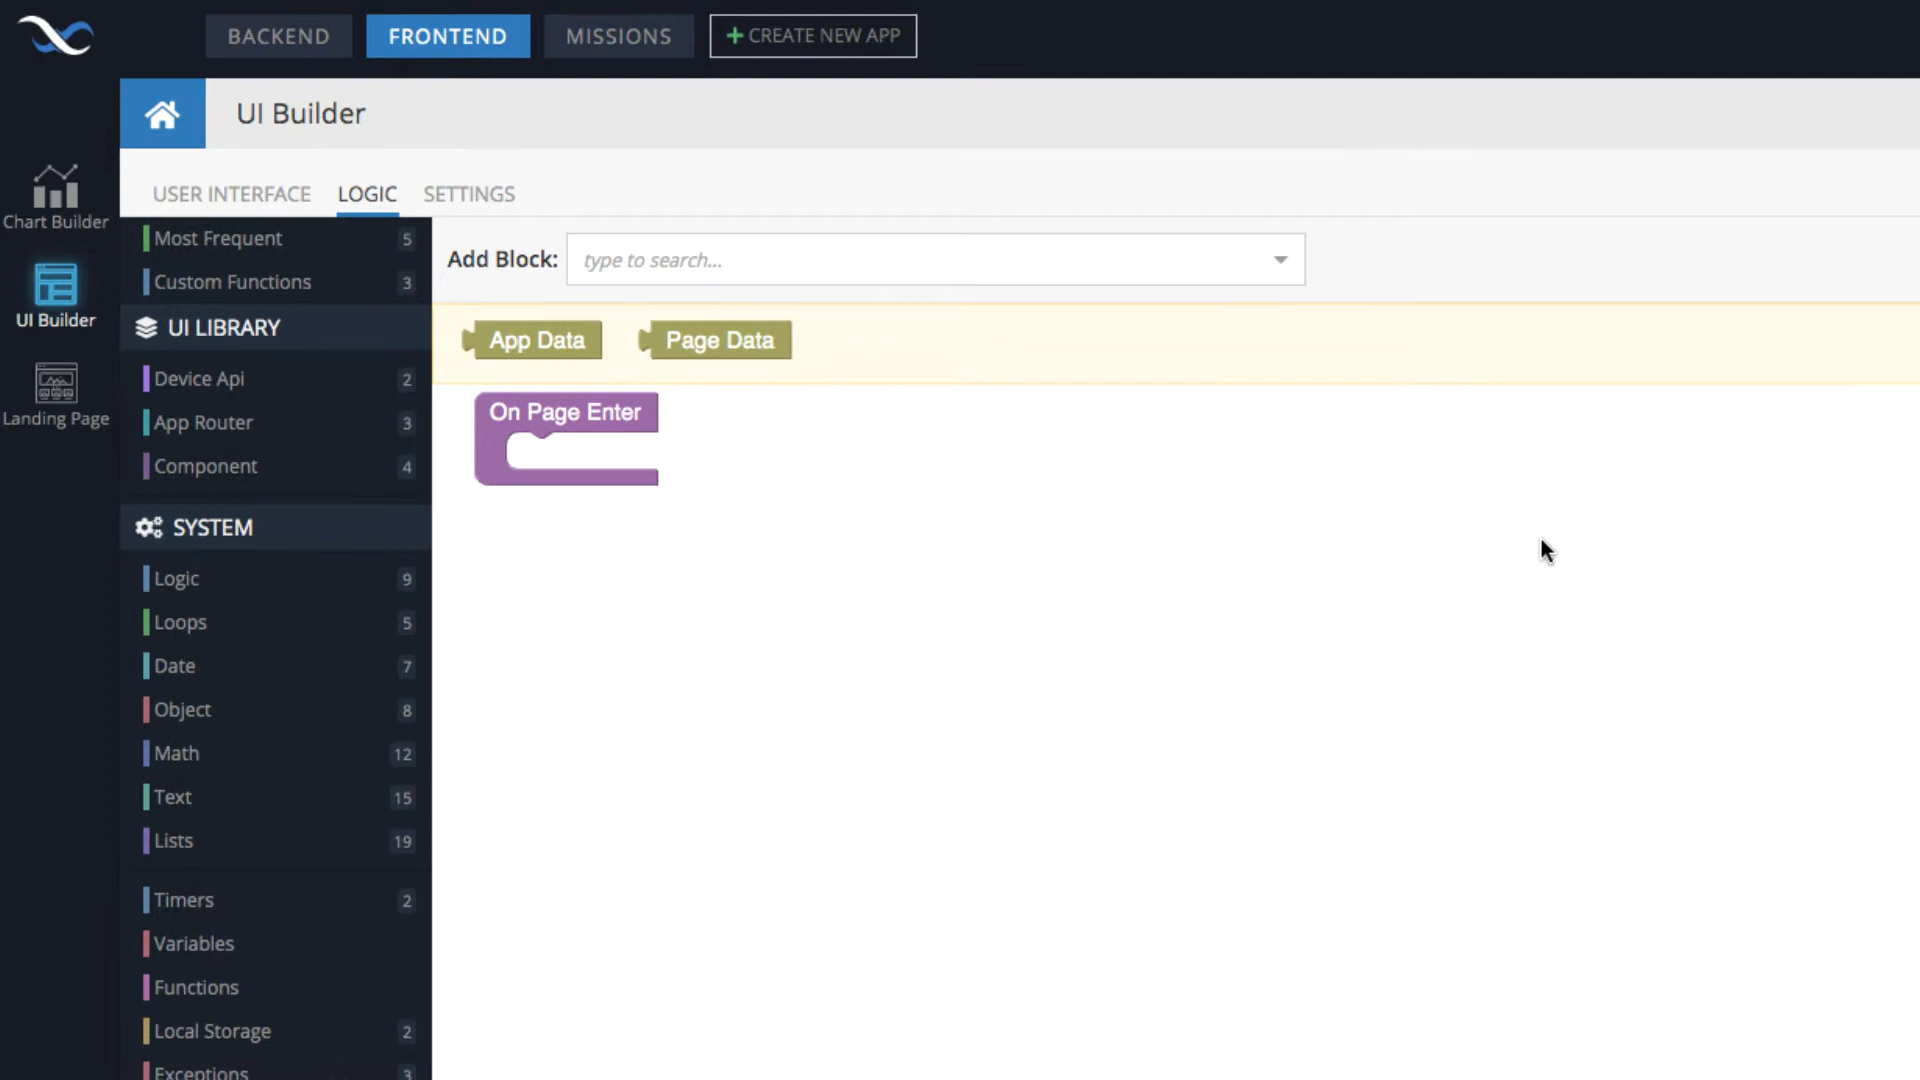 BACKEND FRONTEND MISSIONS + CREATE NEW APP
UI Builder
USER INTERFACE LOGIC SETTINGS
Chart Builder
UI Builder
Landing Page
Most Frequent 5
Custom Functions 3
UI LIBRARY
Device Api 2
App Router 3
Component 4
SYSTEM
Logic 9
Loops 5
Date 7
Object 8
Math 12
Text 15
Lists 19
Timers 2
Variables
Functions
Local Storage 2
Exceptions 3
Add Block: type to search...
App Data Page Data
On Page Enter